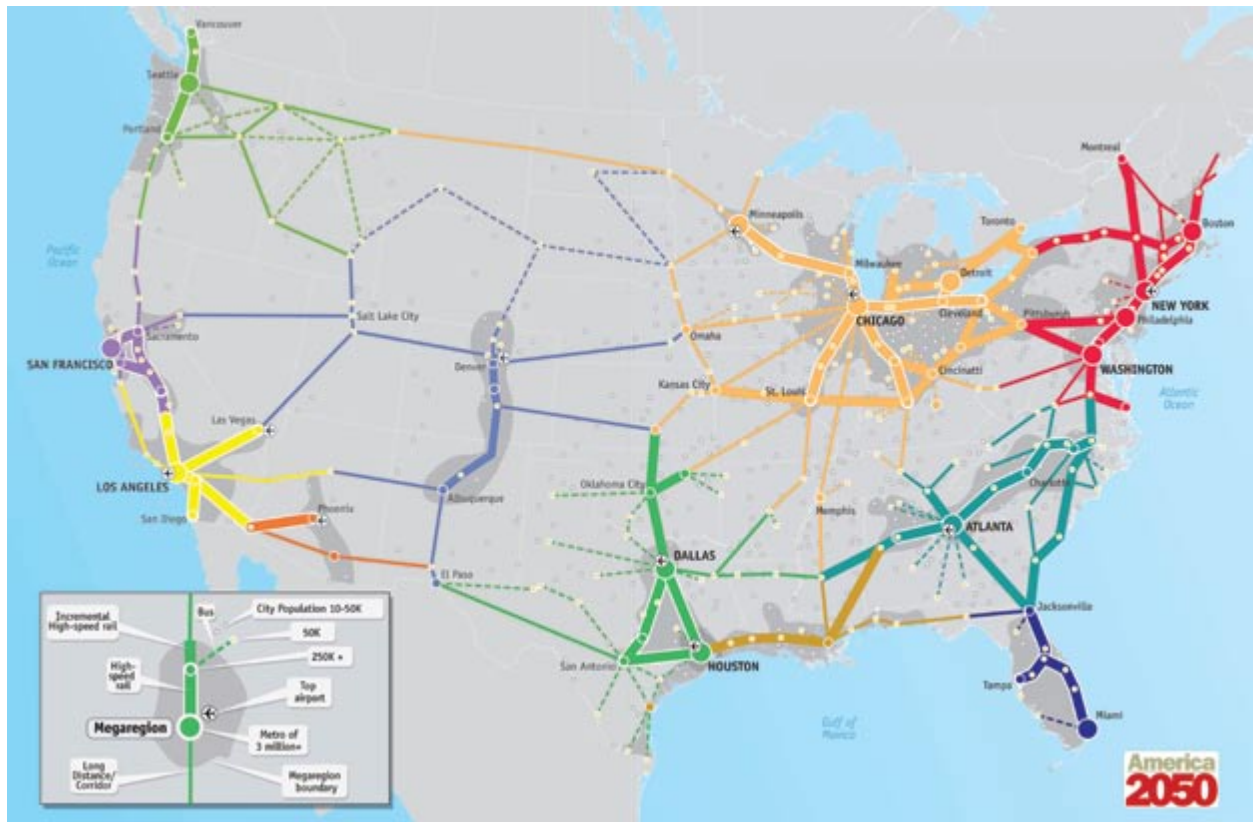 Vancouver
Seattle
Portland
Montreal
Minneapolis
Toronto
Boston
Pacific
Ocean
Milwaukee
Detroit
NEW YORK
Salt Lake City
CHICAGO
Cleveland
Pittsburgh
Philadelphia
Sacramento
Omaha
SAN FRANCISCO
Denver
Cincinatti
WASHINGTON
Kansas City
St. Louis
Atlantic
Ocean
Las Vegas
LOS ANGELES
Albuquerque
Oklahoma City
Charlotte
San Diego
Phoenix
Memphis
ATLANTA
DALLAS
El Paso
Jacksonville
San Antonio
HOUSTON
Tampa
Miami
Gulf of
Mexico
Incremental
High-speed rail
Bus
City Population 10-50K
50K
250K +
High-
speed
rail
Top
airport
Megaregion
Metro of
3 million+
Long
Distance/
Corridor
Megaregion
boundary
America
2050